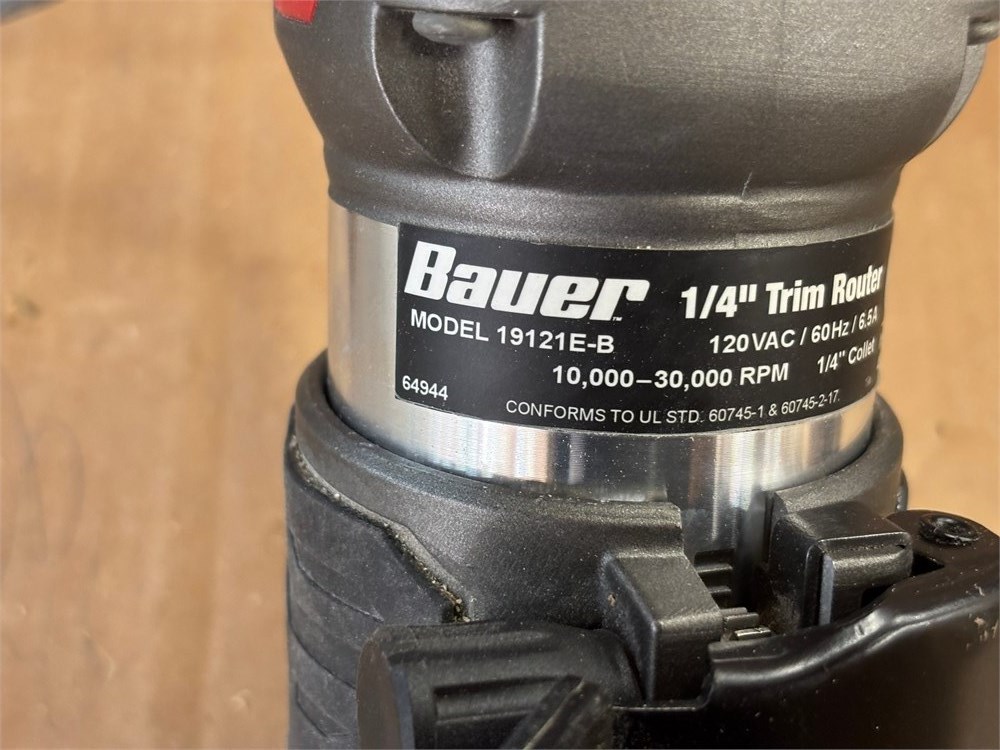 Bauer™ 1/4" Trim Router
MODEL 19121E-B 120VAC / 60Hz / 6.5A
10,000–30,000 RPM 1/4" Collet
64944 CONFORMS TO UL STD. 60745-1 & 60745-2-17.